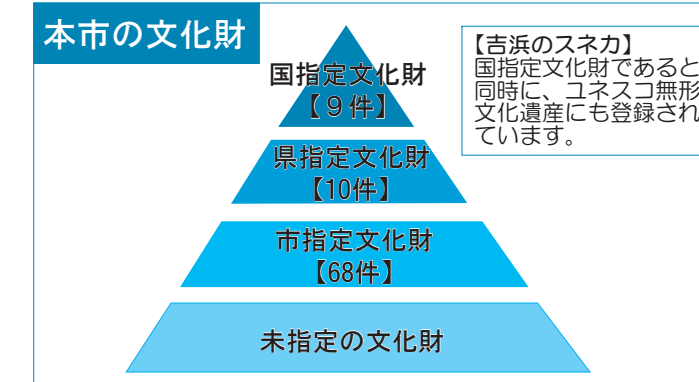 本市の文化財
国指定文化財
【９件】
【吉浜のスネカ】
国指定文化財であると
同時に、ユネスコ無形
文化遺産にも登録され
ています。
県指定文化財
【10件】
市指定文化財
【68件】
未指定の文化財